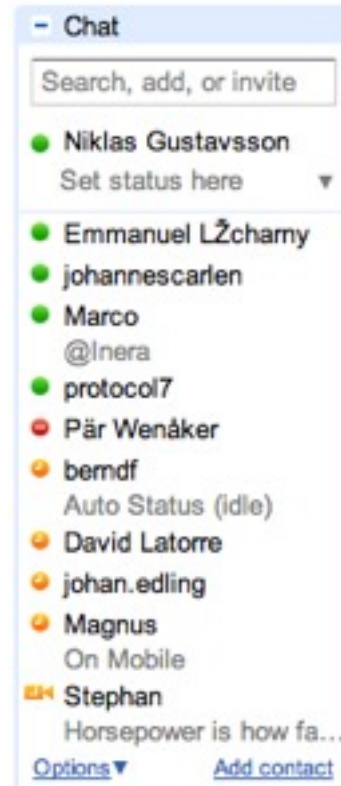 Chat
Search, add, or invite
Niklas Gustavsson
Set status here
Emmanuel LŽcharny
johannescarlen
Marco
@Inera
protocol7
Pär Wenåker
berndf
Auto Status (idle)
David Latorre
johan.edling
Magnus
On Mobile
Stephan
Horsepower is how fa...
Options Add contact